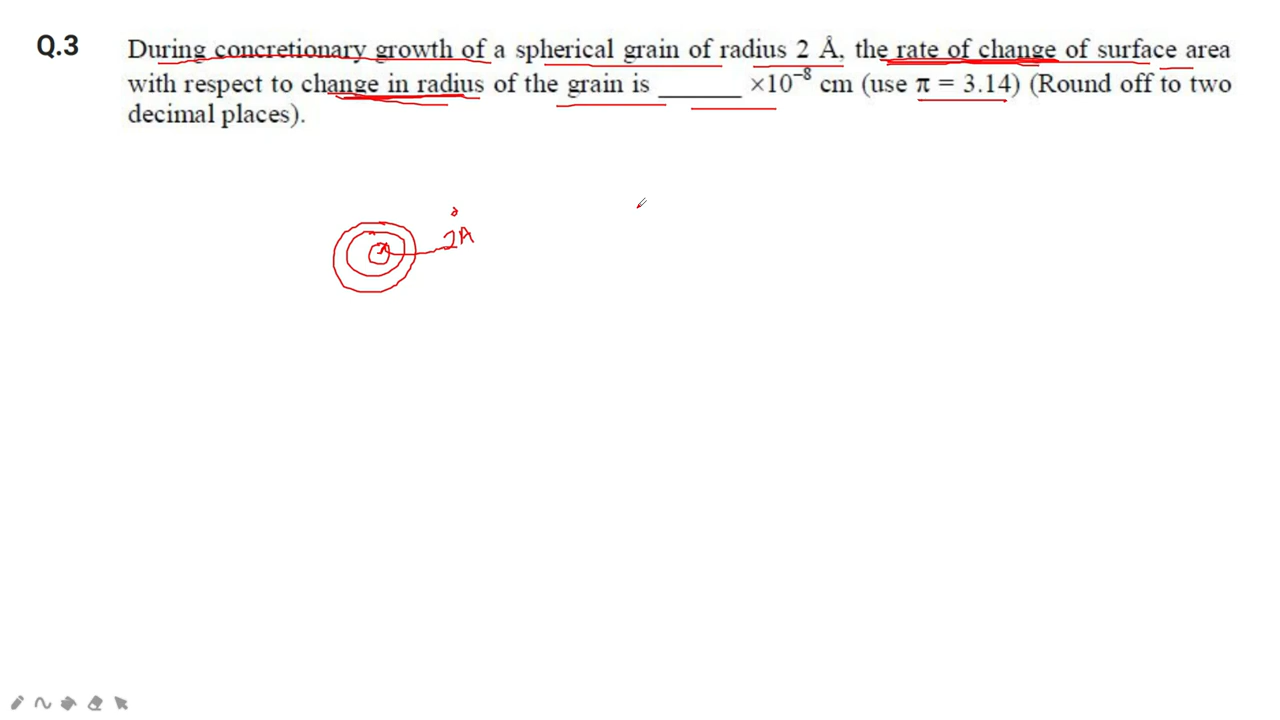 Q.3 During concretionary growth of a spherical grain of radius 2 Å, the rate of change of surface area
with respect to change in radius of the grain is ______ ×10⁻⁸ cm (use π = 3.14) (Round off to two
decimal places).
2Å